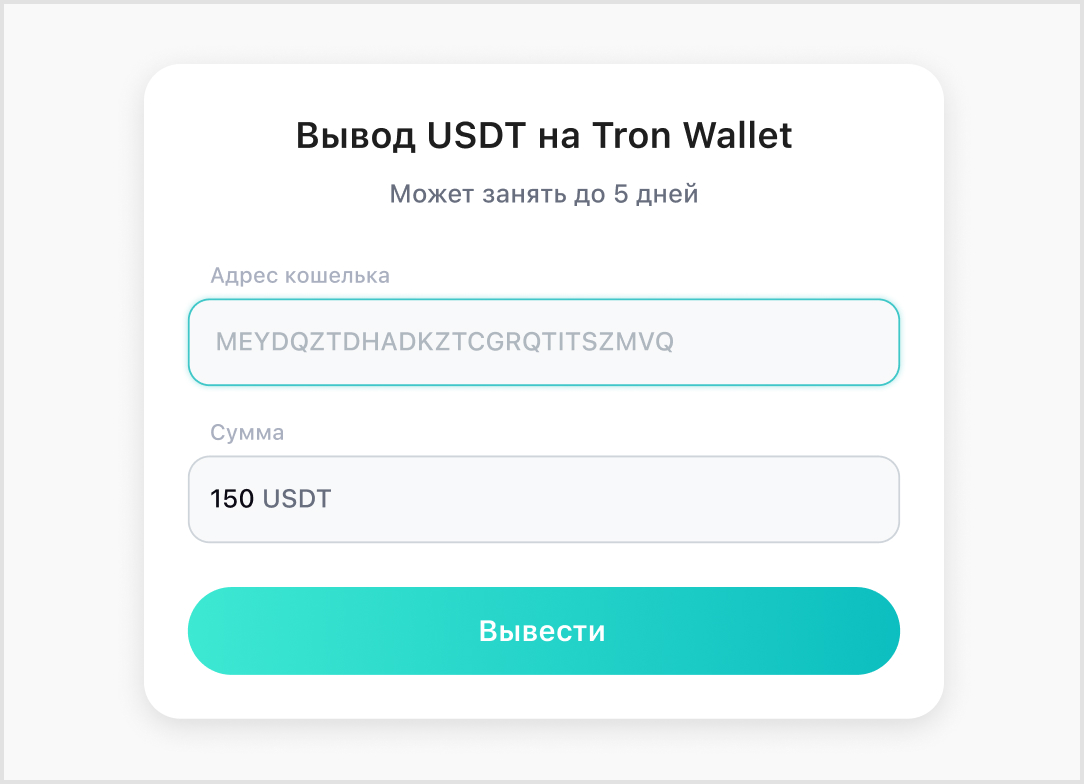 Вывод USDT на Tron Wallet
Может занять до 5 дней
Адрес кошелька
MEYDQZTDHADKZTCGRQTITSZMVQ
Сумма
150 USDT
Вывести